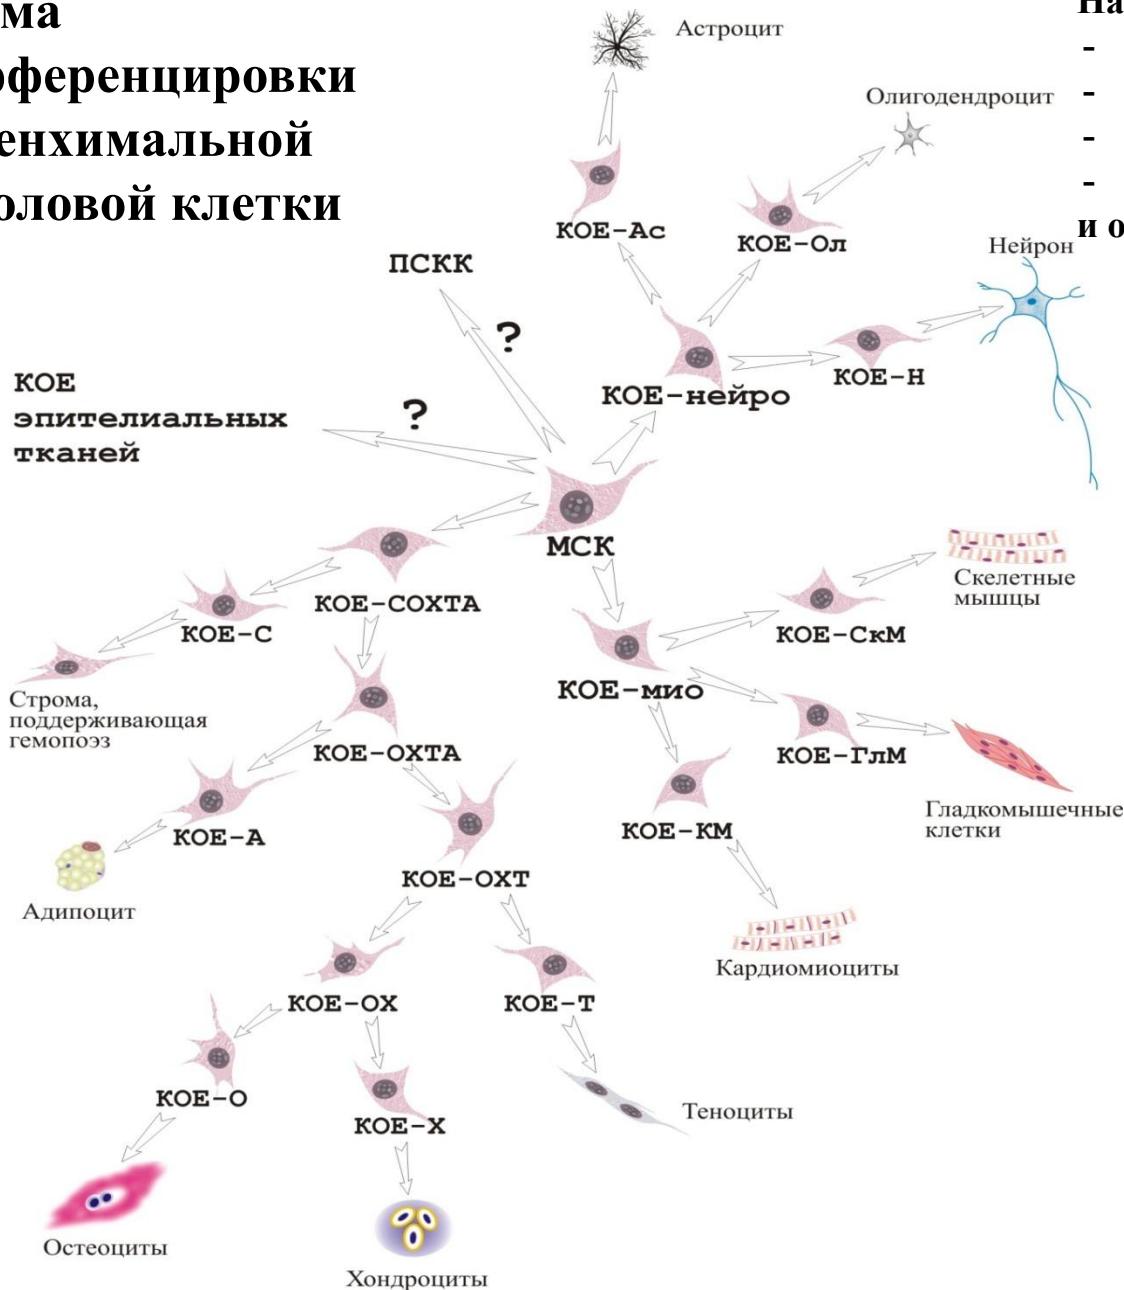 ма
фференцировки
енхимальной
оловой клетки
На
-
-
-
-
и о
Астроцит
Олигодендроцит
КОЕ-Ас
КОЕ-Ол
Нейрон
ПСКК
?
КОЕ-Н
КОЕ-нейро
КОЕ
эпителиальных
тканей
?
МСК
Скелетные
мышцы
КОЕ-СОХТА
КОЕ-С
КОЕ-СкМ
Строма,
поддерживающая
гемопоэз
КОЕ-мио
КОЕ-ОХТА
КОЕ-ГлМ
Гладкомышечные
клетки
КОЕ-А
КОЕ-КМ
КОЕ-ОХТ
Адипоцит
Кардиомиоциты
КОЕ-ОХ
КОЕ-Т
КОЕ-О
КОЕ-Х
Теноциты
Остеоциты
Хондроциты